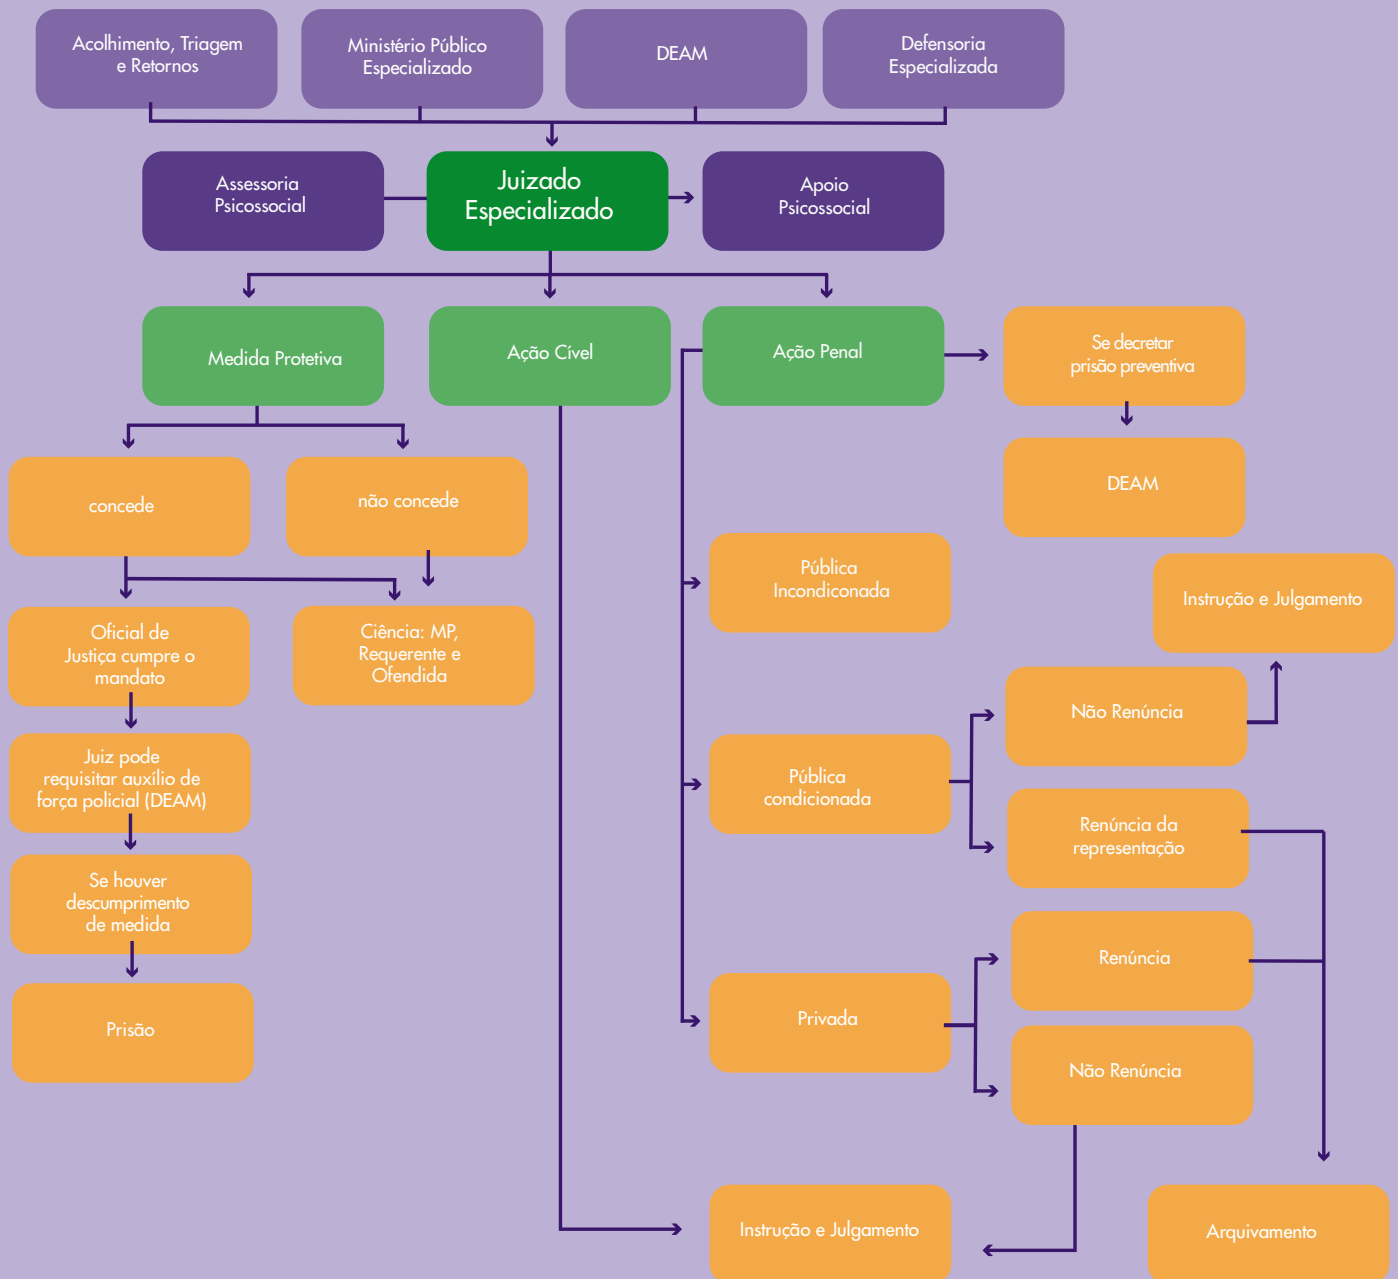 Acolhimento, Triagem
e Retornos
Ministério Público
Especializado
DEAM
Defensoria
Especializada
Assessoria
Psicossocial
Juizado
Especializado
Apoio
Psicossocial
Medida Protetiva
Ação Cível
Ação Penal
Se decretar
prisão preventiva
DEAM
concede
não concede
Pública
Incondiconada
Instrução e Julgamento
Oficial de
Justiça cumpre o
mandato
Ciência: MP,
Requerente e
Ofendida
Não Renúncia
Juiz pode
requisitar auxílio de
força policial (DEAM)
Pública
condicionada
Renúncia da
representação
Se houver
descumprimento
de medida
Renúncia
Prisão
Privada
Não Renúncia
Instrução e Julgamento
Arquivamento